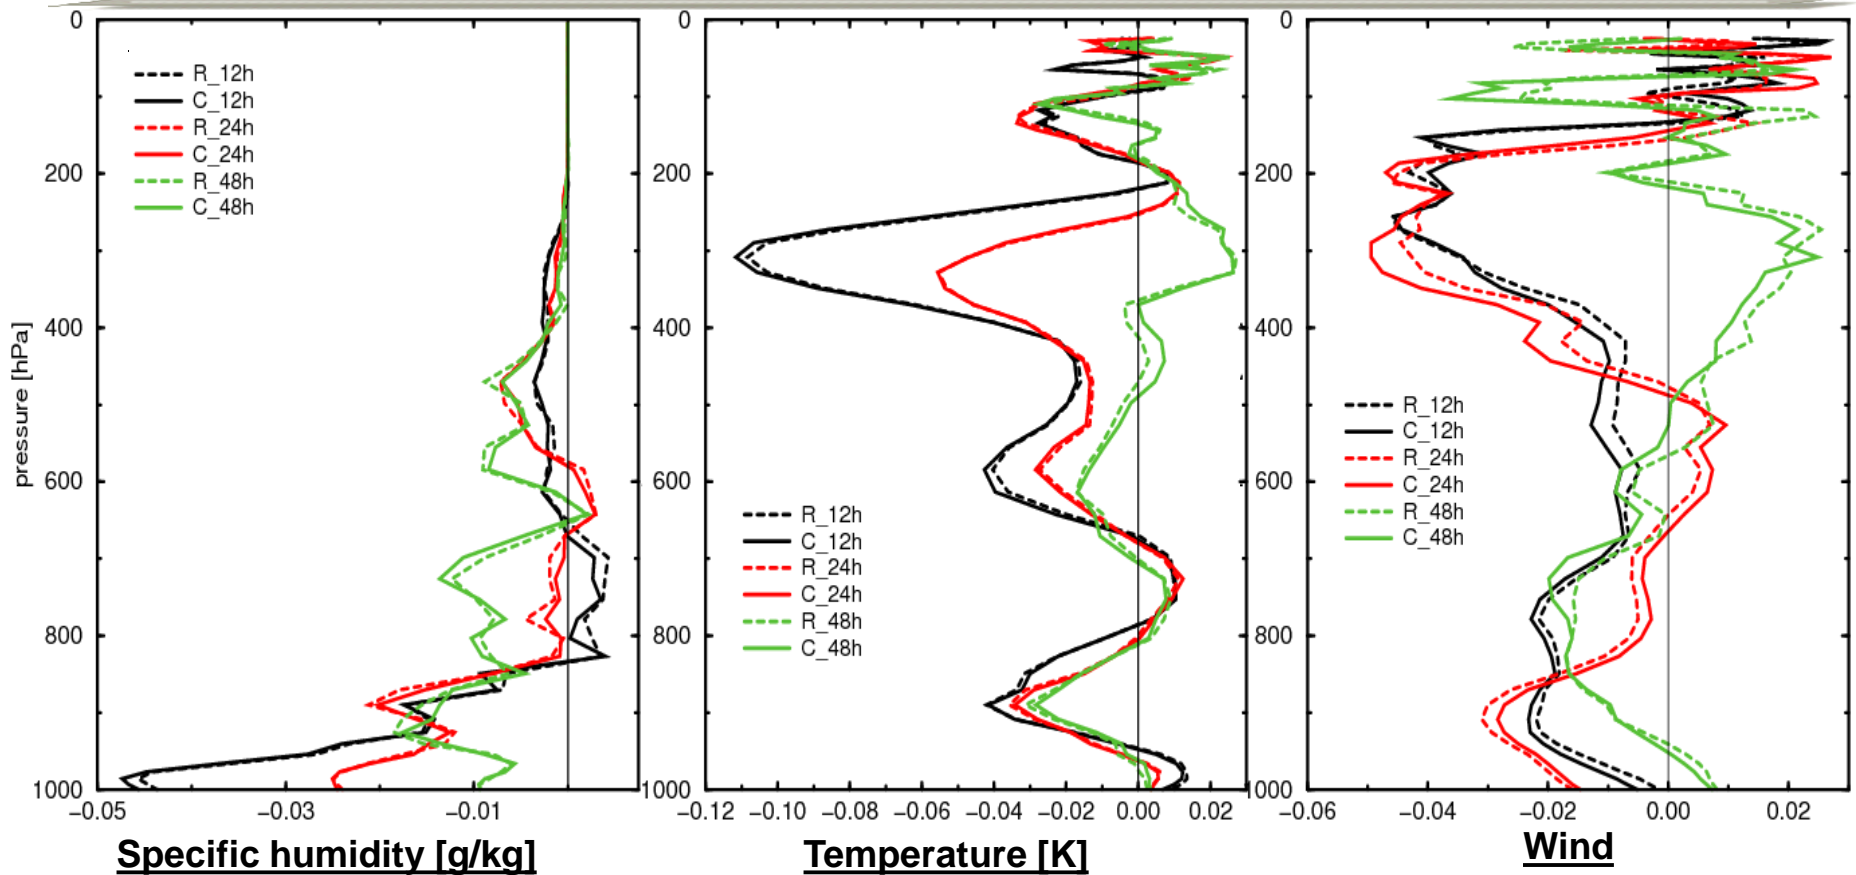 0
200
400
600
800
1000
pressure [hPa]
R_12h
C_12h
R_24h
C_24h
R_48h
C_48h
−0.05
−0.03
−0.01
Specific humidity [g/kg]
0
200
400
600
800
1000
R_12h
C_12h
R_24h
C_24h
R_48h
C_48h
−0.12 −0.10 −0.08 −0.06 −0.04 −0.02 0.00 0.02
Temperature [K]
0
200
400
600
800
1000
R_12h
C_12h
R_24h
C_24h
R_48h
C_48h
−0.06 −0.04 −0.02 0.00 0.02
Wind